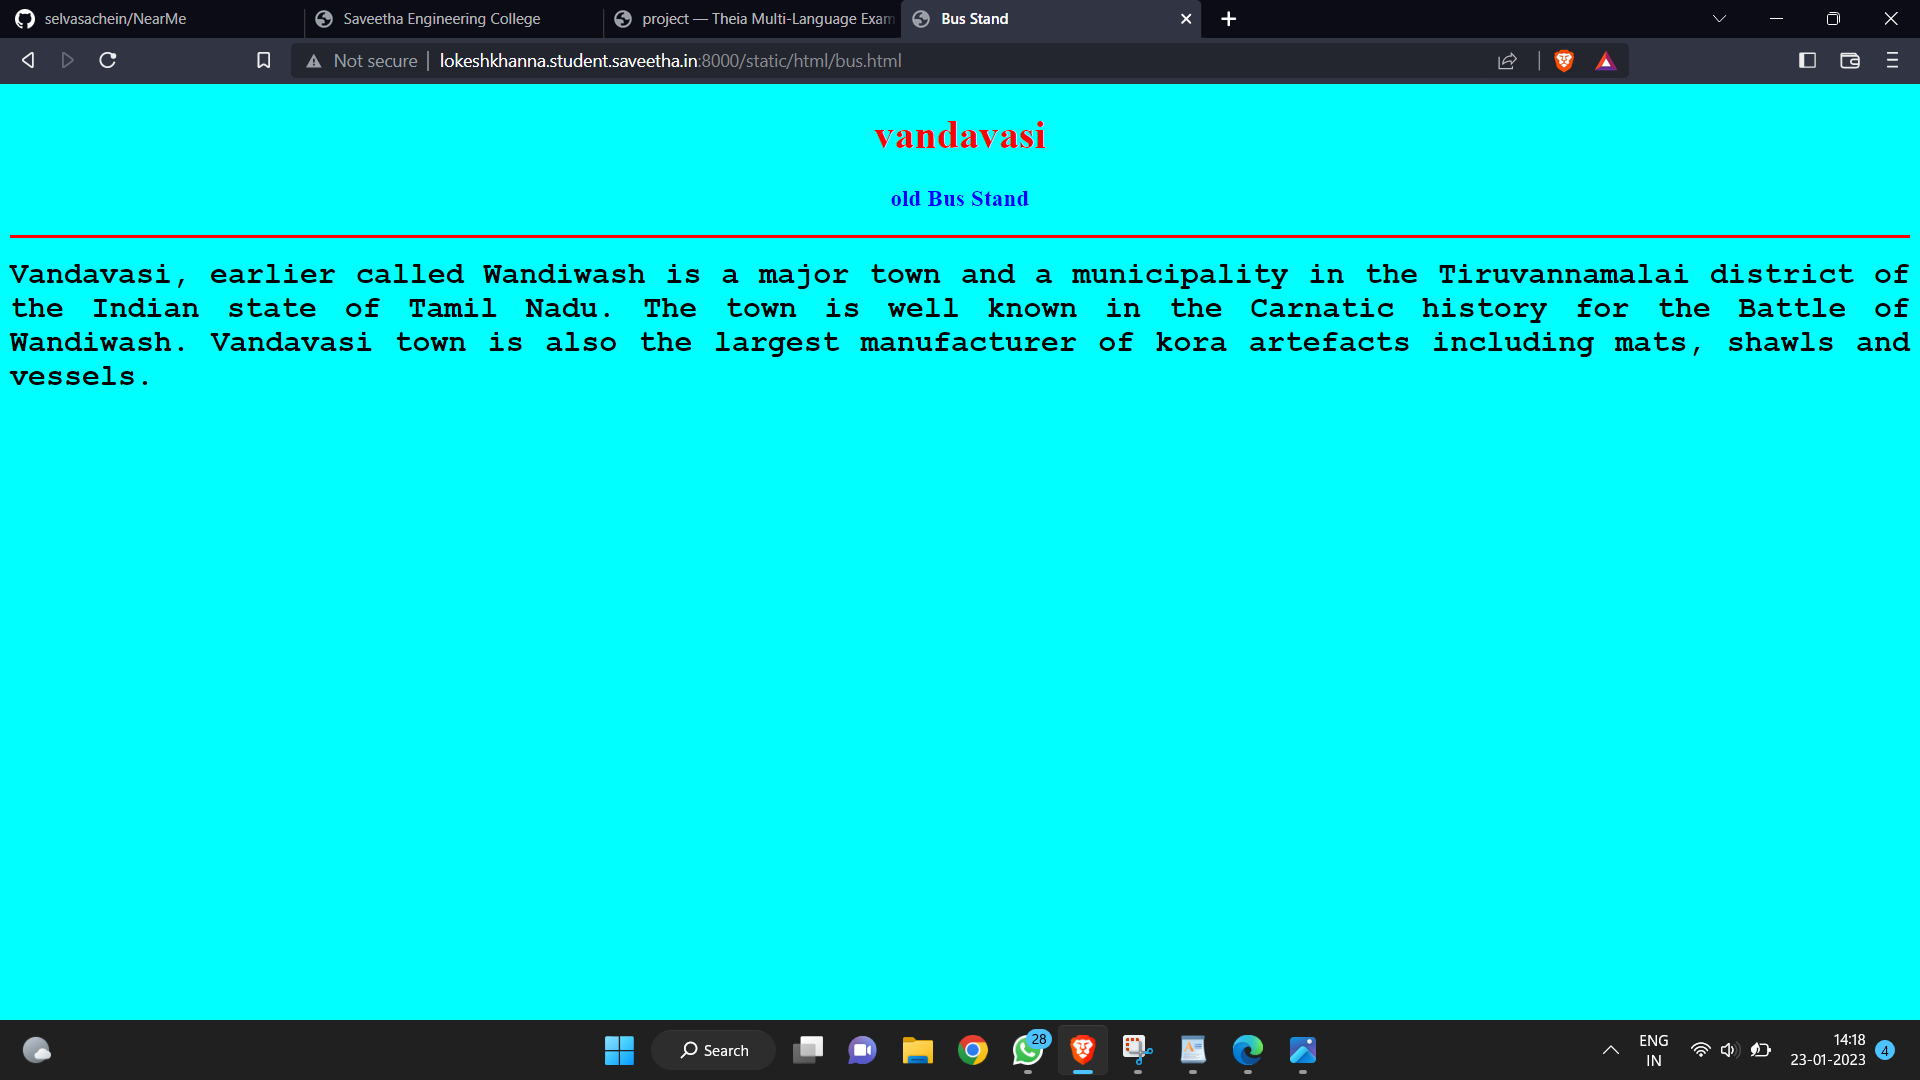 selvasachein/NearMe
Saveetha Engineering College
project — Theia Multi-Language Exam
Bus Stand
Not secure
lokeshkhanna.student.saveetha.in:8000/static/html/bus.html
vandavasi
old Bus Stand
Vandavasi, earlier called Wandiwash is a major town and a municipality in the Tiruvannamalai district of
the Indian state of Tamil Nadu. The town is well known in the Carnatic history for the Battle of
Wandiwash. Vandavasi town is also the largest manufacturer of kora artefacts including mats, shawls and
vessels.
Search
28
ENG
IN
14:18
23-01-2023
4